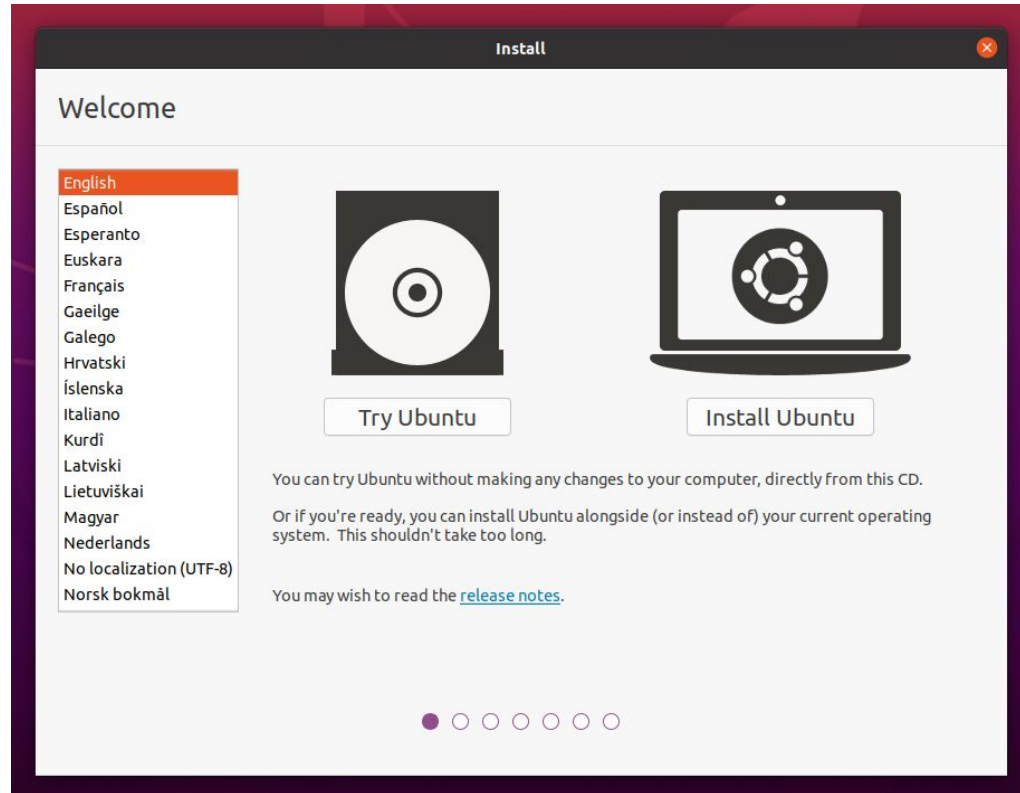 Install
Welcome
English
Español
Esperanto
Euskara
Français
Gaeilge
Galego
Hrvatski
Íslenska
Italiano
Kurdî
Latviski
Lietuviškai
Magyar
Nederlands
No localization (UTF-8)
Norsk bokmål
Try Ubuntu
Install Ubuntu
You can try Ubuntu without making any changes to your computer, directly from this CD.
Or if you're ready, you can install Ubuntu alongside (or instead of) your current operating
system. This shouldn't take too long.
You may wish to read the release notes.